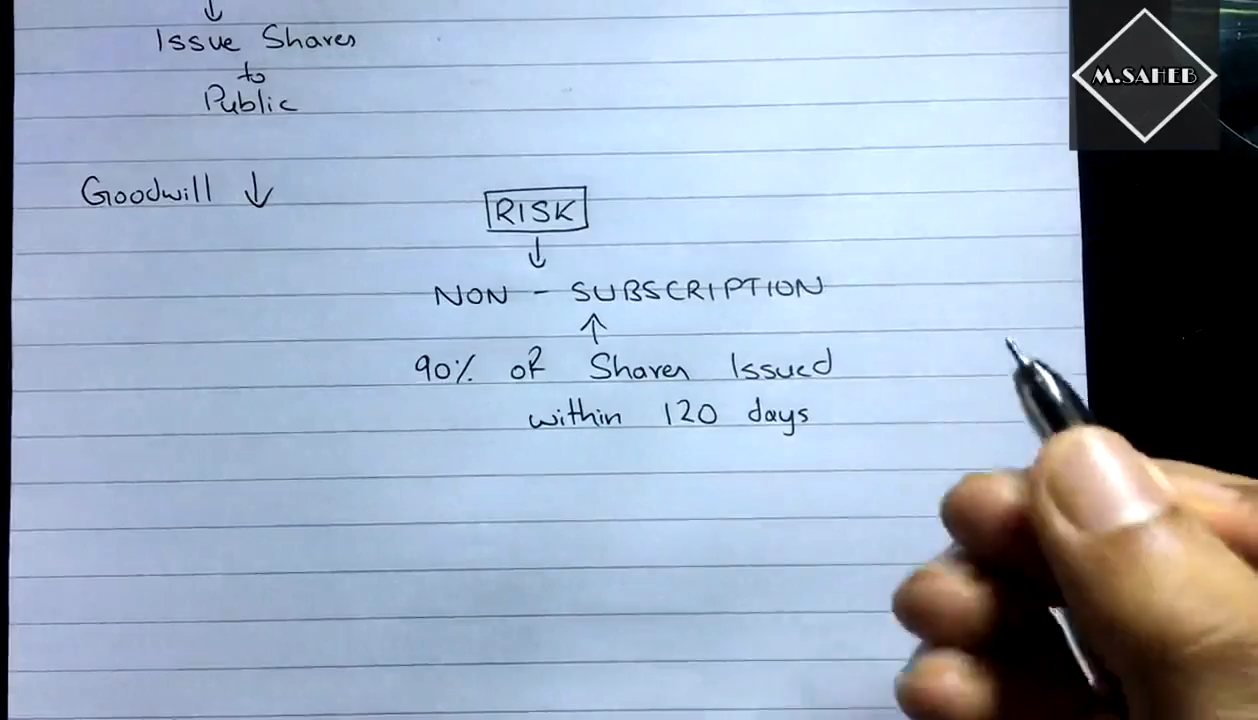 ↓
Issue Shares
to
Public
Goodwill ↓
RISK
↓
NON - SUBSCRIPTION
↑
90% of Shares Issued
within 120 days
M.SAHEB